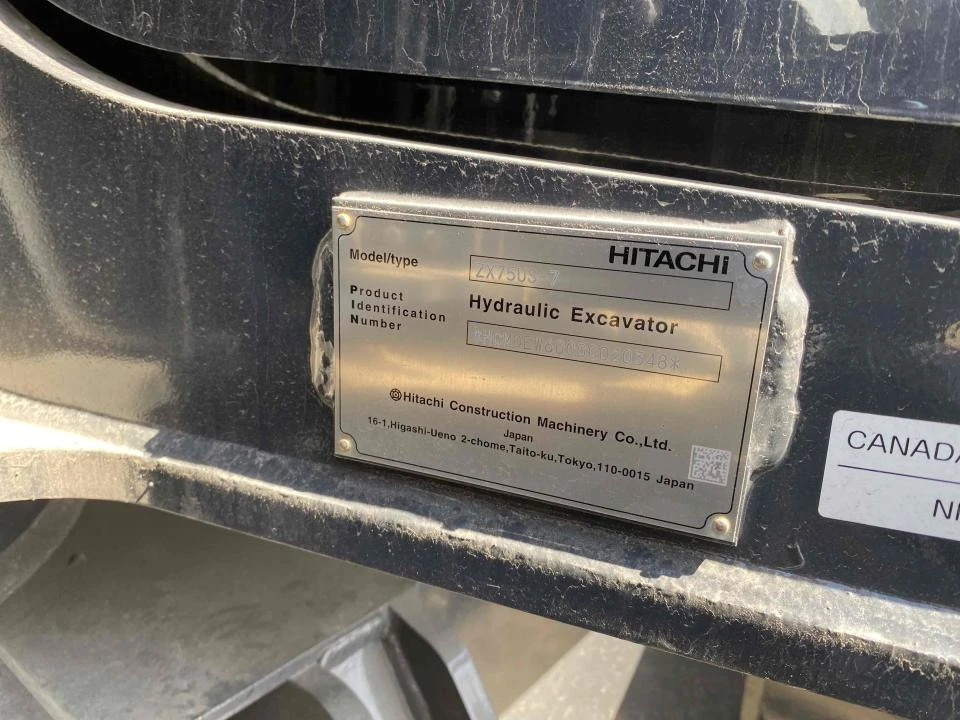 HITACHI
Model/type ZX75US-7
Product
Identification Hydraulic Excavator
Number
Hitachi Construction Machinery Co.,Ltd.
Japan
16-1,Higashi-Ueno 2-chome,Taito-ku,Tokyo,110-0015 Japan
CANADA